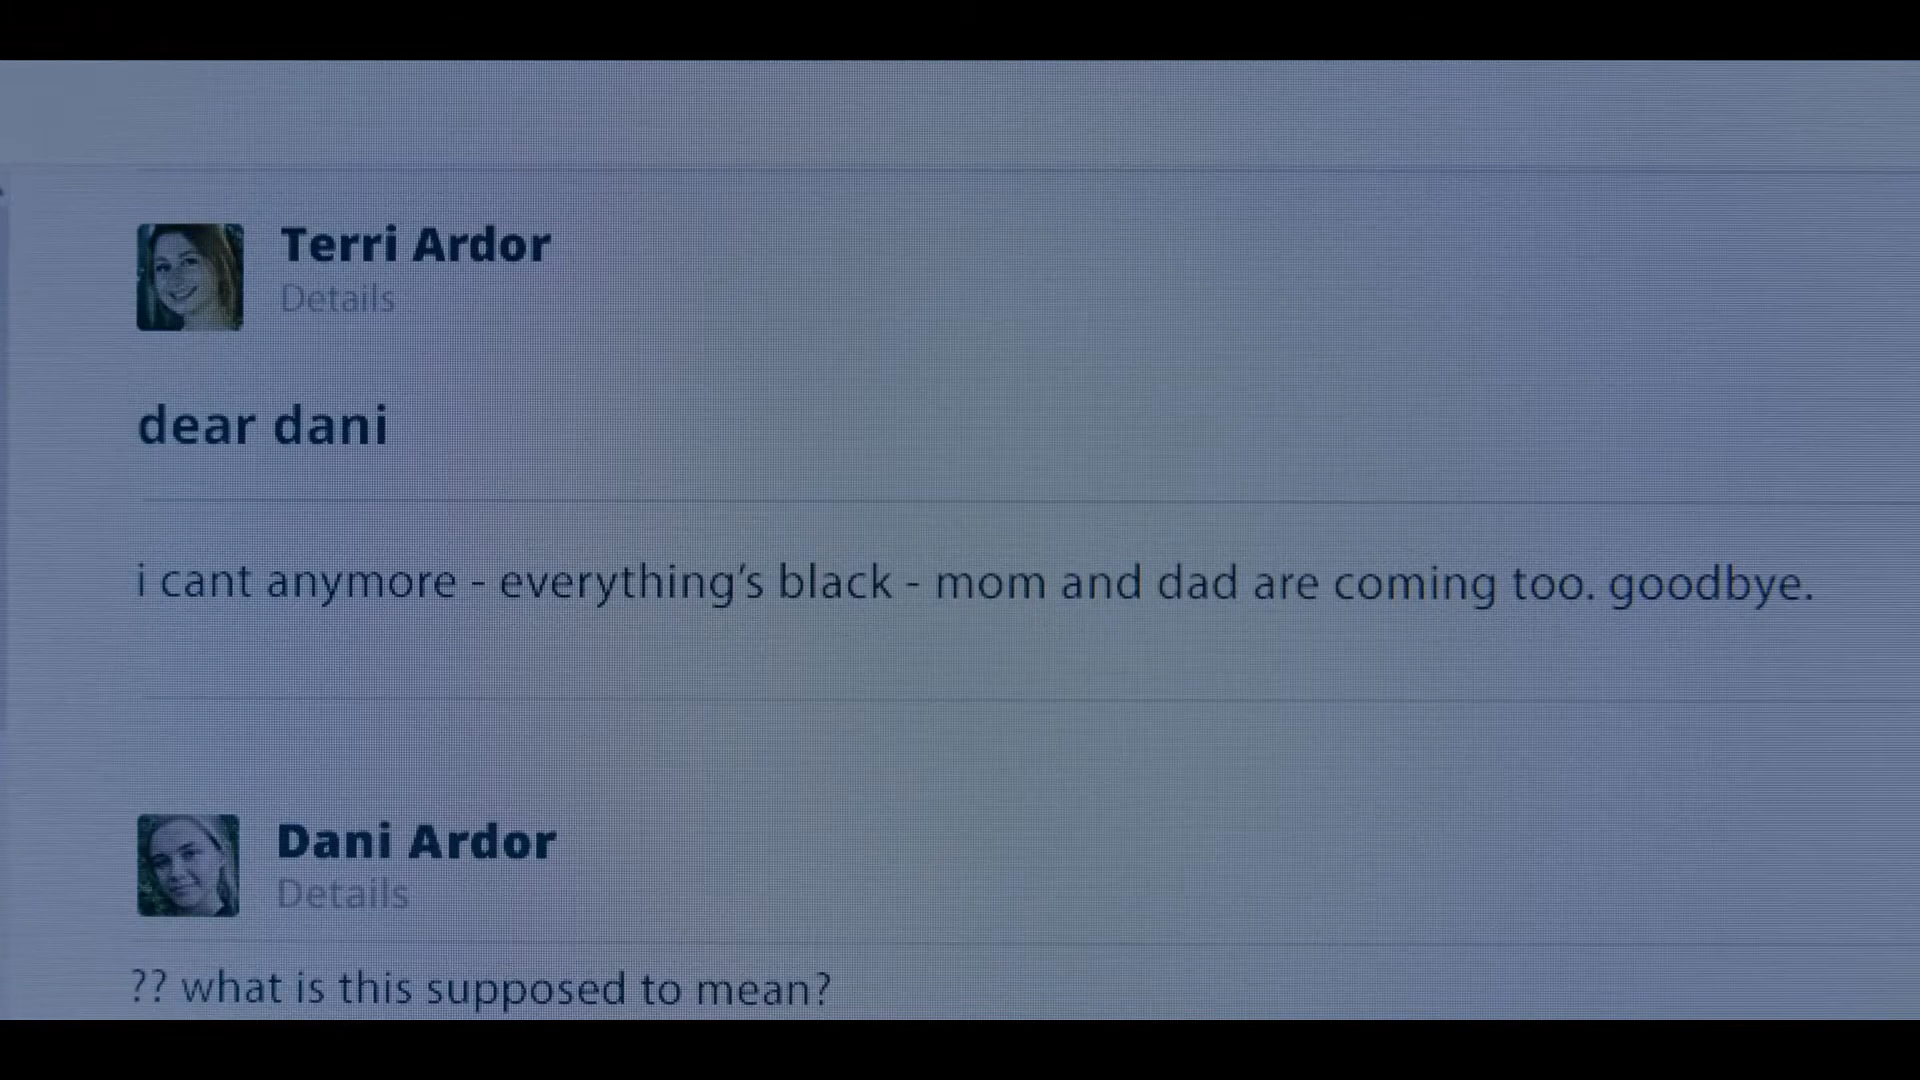 Terri Ardor
Details
dear dani
i cant anymore - everything's black - mom and dad are coming too. goodbye.
Dani Ardor
Details
?? what is this supposed to mean?